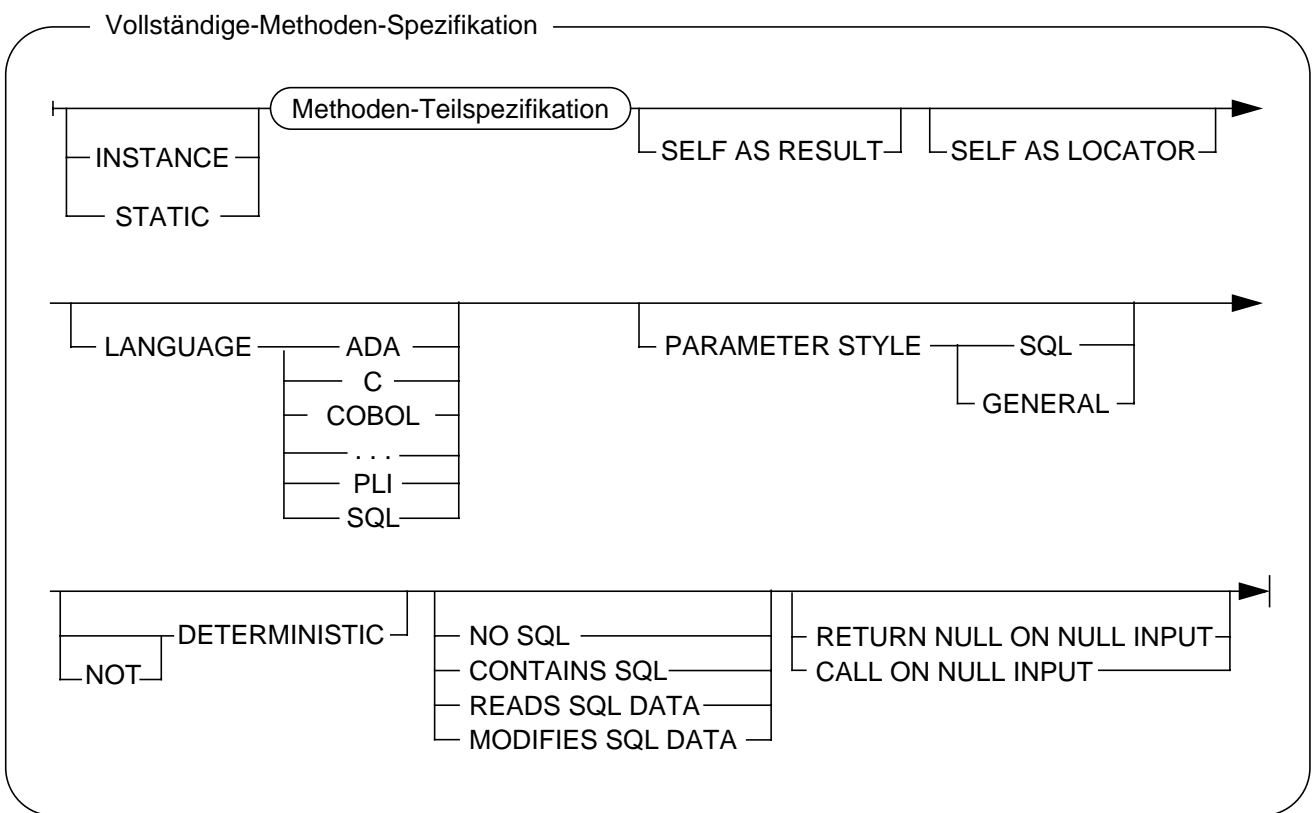 Vollständige-Methoden-Spezifikation
Methoden-Teilspezifikation
INSTANCE
STATIC
SELF AS RESULT
SELF AS LOCATOR
LANGUAGE
ADA
C
COBOL
. . .
PLI
SQL
PARAMETER STYLE
SQL
GENERAL
NOT
DETERMINISTIC
NO SQL
CONTAINS SQL
READS SQL DATA
MODIFIES SQL DATA
RETURN NULL ON NULL INPUT
CALL ON NULL INPUT